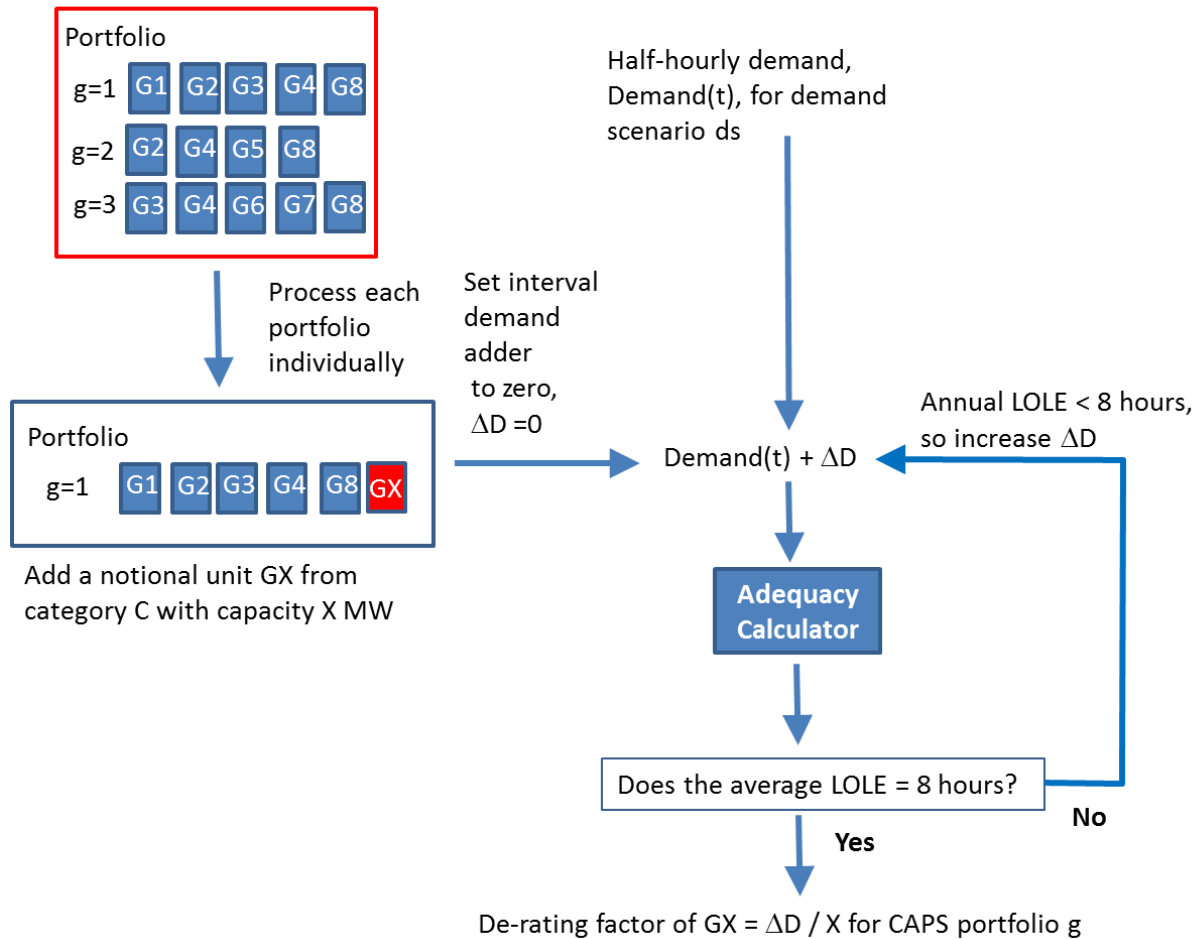 Portfolio
g=1 G1 G2 G3 G4 G8
g=2 G2 G4 G5 G8
g=3 G3 G4 G6 G7 G8
Half-hourly demand,
Demand(t), for demand
scenario ds
Process each
portfolio
individually
Set interval
demand
adder
to zero,
ΔD =0
Portfolio
g=1 G1 G2 G3 G4 G8 GX
Add a notional unit GX from
category C with capacity X MW
Demand(t) + ΔD
Annual LOLE < 8 hours,
so increase ΔD
Adequacy
Calculator
Does the average LOLE = 8 hours?
No
Yes
De-rating factor of GX = ΔD / X for CAPS portfolio g